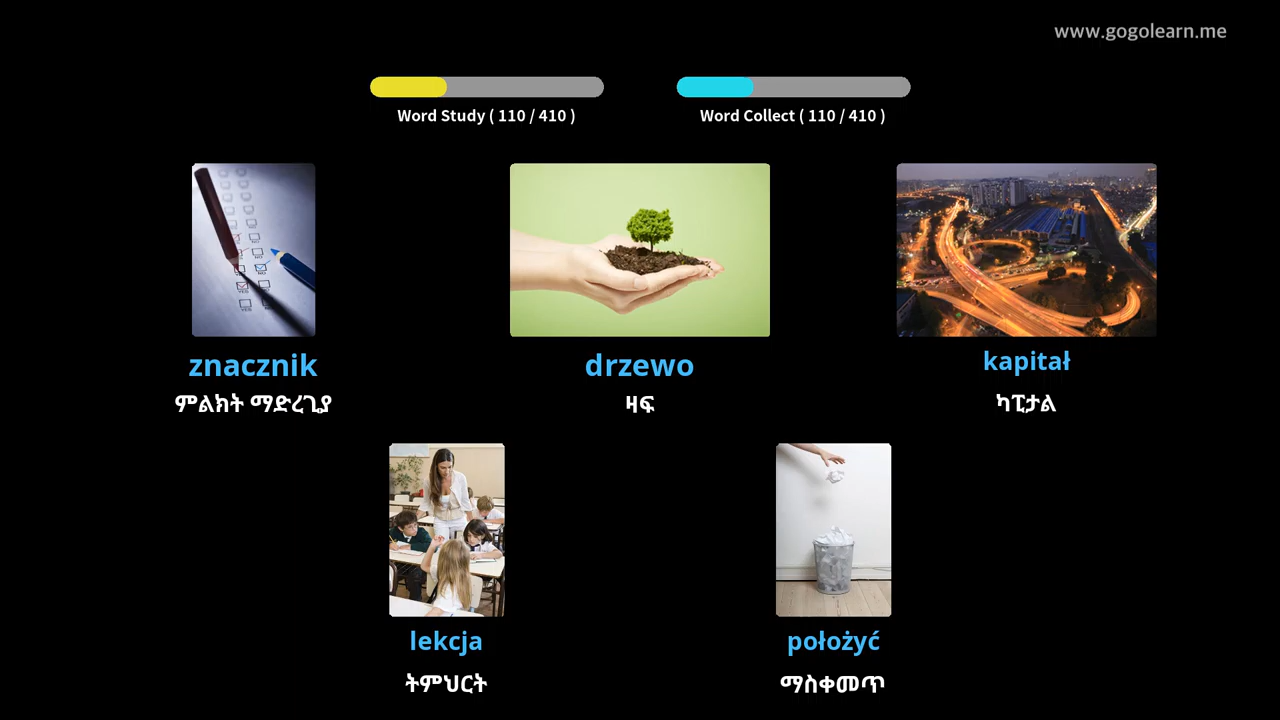 www.gogolearn.me
Word Study ( 110 / 410 )
Word Collect ( 110 / 410 )
znacznik
ምልክት ማድረጊያ
drzewo
ዛፍ
kapitał
ካፒታል
lekcja
ትምህርት
położyć
ማስቀመጥ